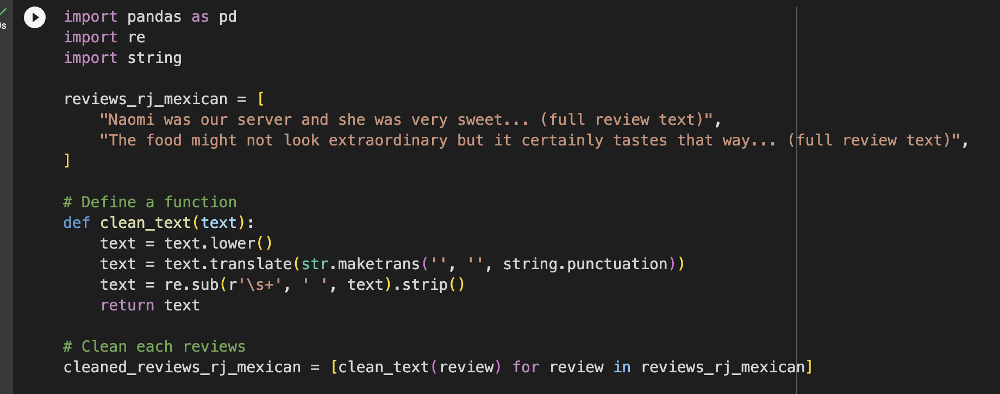 import pandas as pd
import re
import string
reviews_rj_mexican = [
    "Naomi was our server and she was very sweet... (full review text)",
    "The food might not look extraordinary but it certainly tastes that way... (full review text)",
]
# Define a function
def clean_text(text):
    text = text.lower()
    text = text.translate(str.maketrans('', '', string.punctuation))
    text = re.sub(r'\s+', ' ', text).strip()
    return text
# Clean each reviews
cleaned_reviews_rj_mexican = [clean_text(review) for review in reviews_rj_mexican]